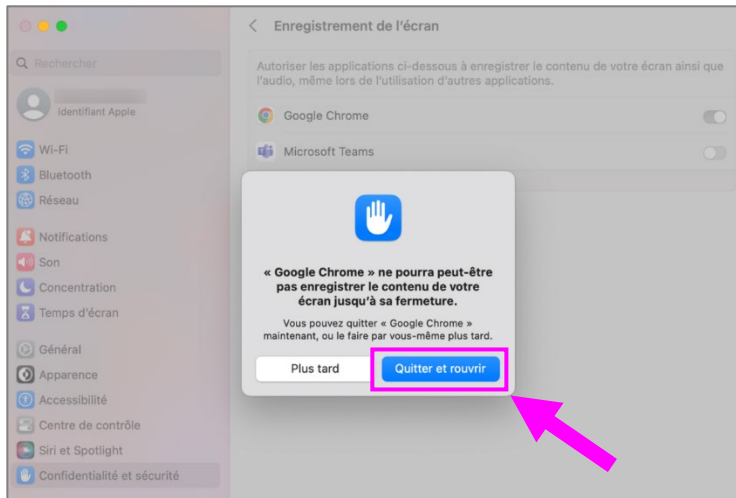 Enregistrement de l'écran
Rechercher
Autoriser les applications ci-dessous à enregistrer le contenu de votre écran ainsi que
l'audio, même lors de l'utilisation d'autres applications.
Identifiant Apple
Google Chrome
Microsoft Teams
Wi-Fi
Bluetooth
Réseau
Notifications
Son
Concentration
Temps d'écran
Général
Apparence
Accessibilité
Centre de contrôle
Siri et Spotlight
Confidentialité et sécurité
« Google Chrome » ne pourra peut-être
pas enregistrer le contenu de votre
écran jusqu'à sa fermeture.
Vous pouvez quitter « Google Chrome »
maintenant, ou le faire par vous-même plus tard.
Plus tard
Quitter et rouvrir